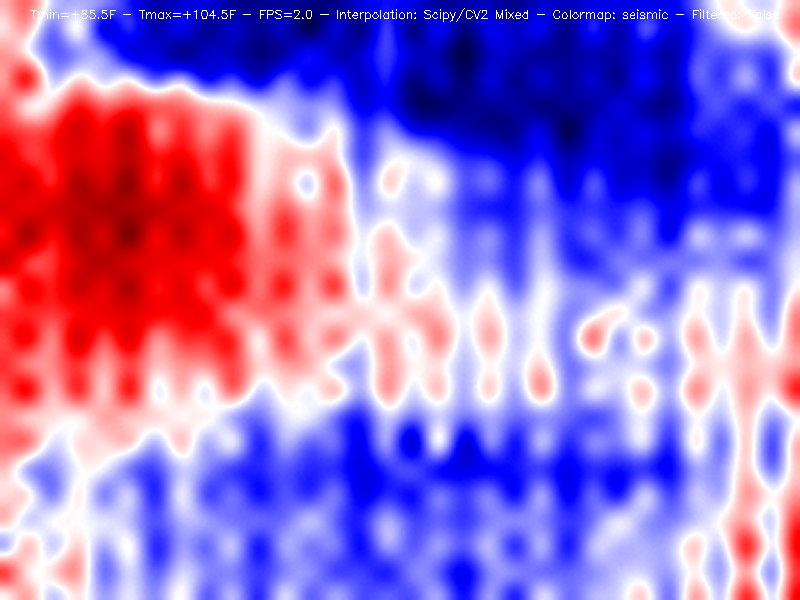 Tmin=+85.5F - Tmax=+104.5F - FPS=2.0 - Interpolation: Scipy/CV2 Mixed - Colormap: seismic - Filtered: False